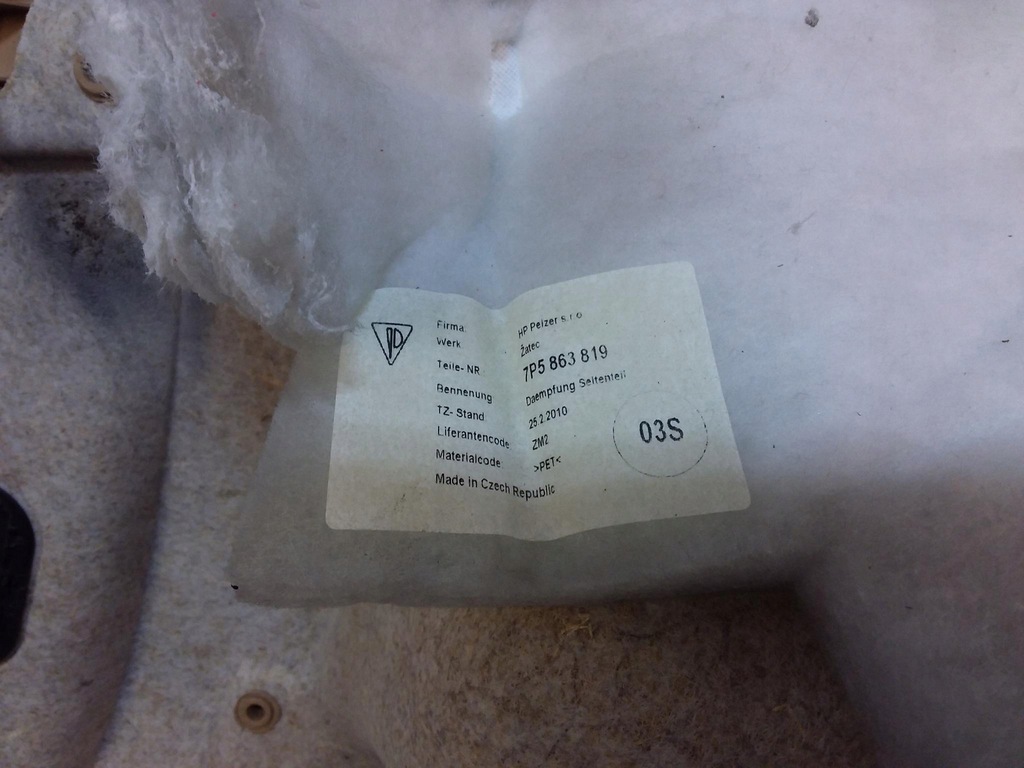 Firma: HP Pelzer s.r.o
Werk Žatec
Teile- NR 7P5 863 819
Bennenung Daempfung Seitenteil
TZ- Stand 25.2.2010
Liferantencode ZM2
Materialcode >PET<
Made in Czech Republic
03S